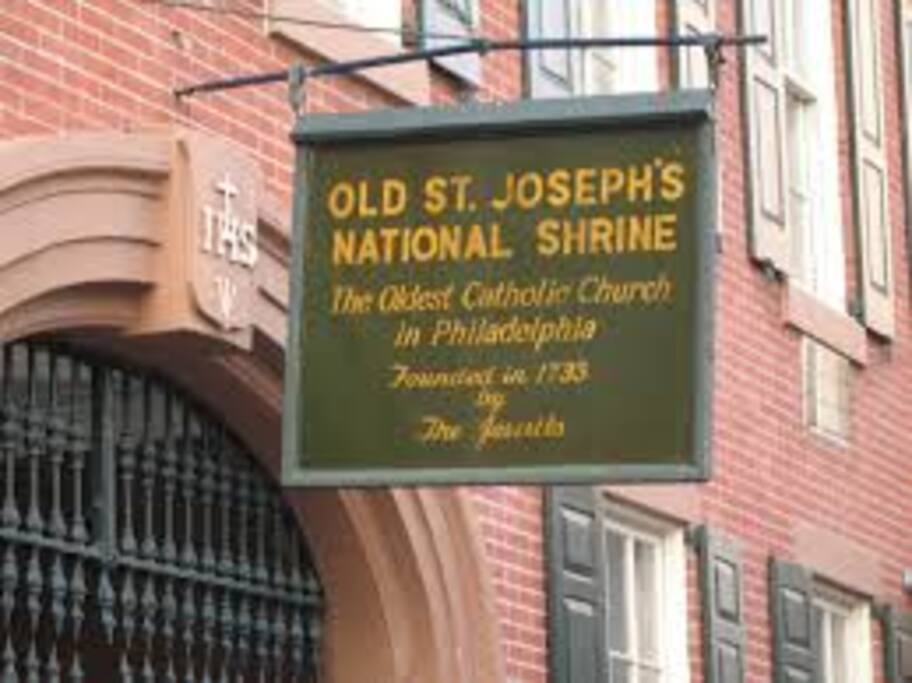 IHS
OLD ST. JOSEPH'S
NATIONAL SHRINE
The Oldest Catholic Church
in Philadelphia
Founded in 1733
by
The Jesuits